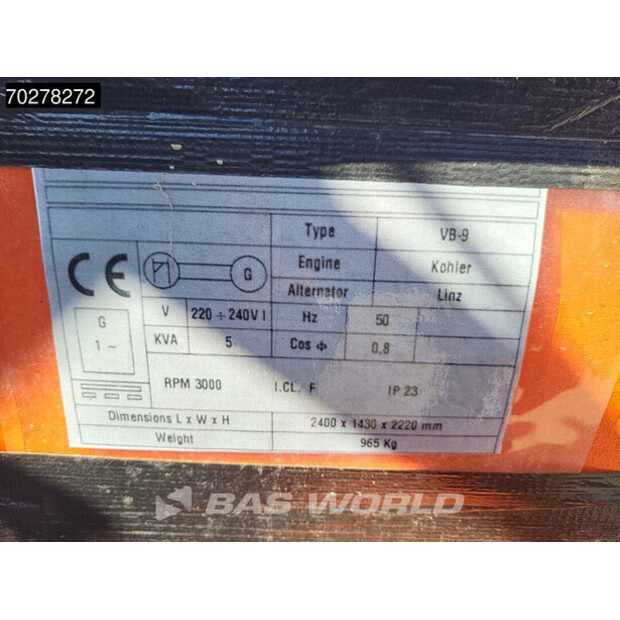 70278272
Type VB-9
CE G Engine Kohler
Alternator Linz
G V 220 ÷ 240V I Hz 50
1 ~ KVA 5 Cos Φ 0,8
RPM 3000 I.CL. F IP 23
Dimensions L x W x H 2400 x 1430 x 2220 mm
Weight 965 Kg
BAS WORLD